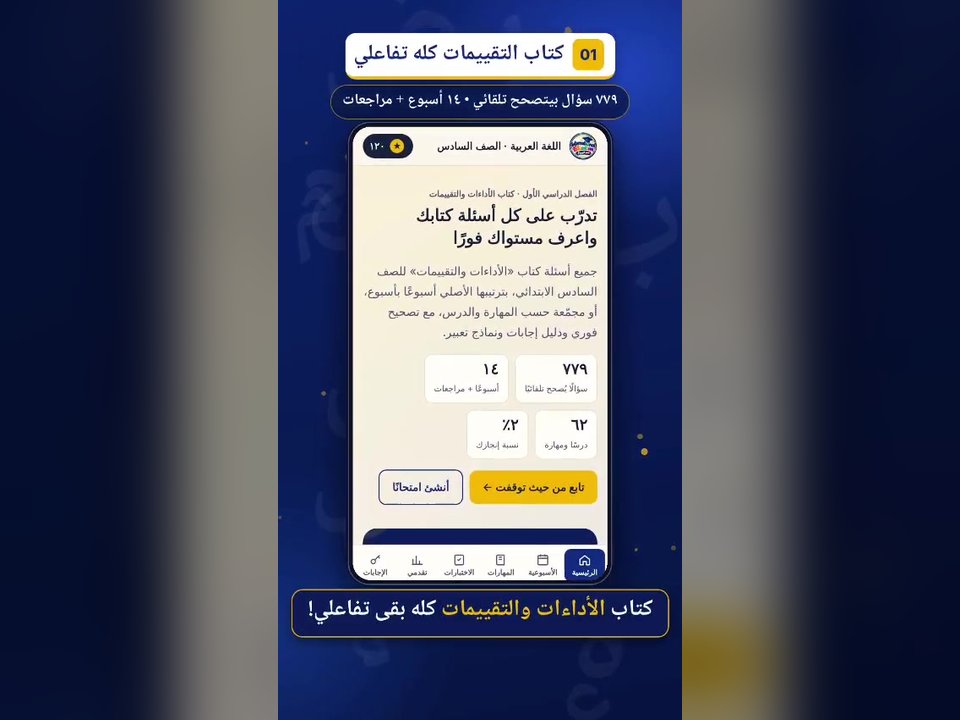 01 كتاب التقييمات كله تفاعلي
٧٧٩ سؤال بيتصحح تلقائي • ١٤ أسبوع + مراجعات
اللغة العربية · الصف السادس
١٢٠
الفصل الدراسي الأول · كتاب الأداءات والتقييمات
تدرّب على كل أسئلة كتابك
واعرف مستواك فورًا
جميع أسئلة كتاب «الأداءات والتقييمات» للصف
السادس الابتدائي، بترتيبها الأصلي أسبوعًا بأسبوع،
أو مجمّعة حسب المهارة والدرس، مع تصحيح
فوري ودليل إجابات ونماذج تعبير.
٧٧٩
سؤالًا يُصحح تلقائيًا
١٤
أسبوعًا + مراجعات
٦٢
درسًا ومهارة
٢٪
نسبة إنجازك
تابع من حيث توقفت ←
أنشئ امتحانًا
الرئيسية
الأسبوعية
المهارات
الاختبارات
تقدمي
الإجابات
كتاب الأداءات والتقييمات كله بقى تفاعلي!